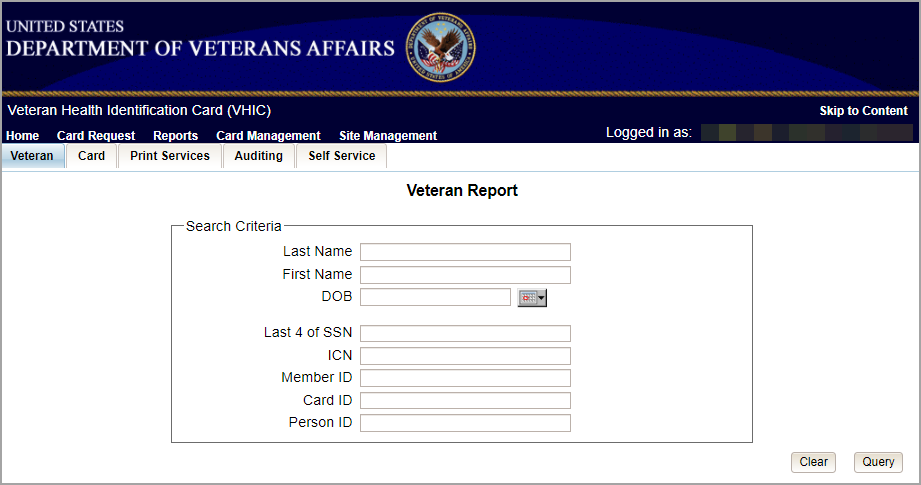 UNITED STATES
DEPARTMENT OF VETERANS AFFAIRS
Veteran Health Identification Card (VHIC)
Skip to Content
Home Card Request Reports Card Management Site Management
Logged in as:
Veteran Card Print Services Auditing Self Service
Veteran Report
Search Criteria
Last Name
First Name
DOB
Last 4 of SSN
ICN
Member ID
Card ID
Person ID
Clear Query